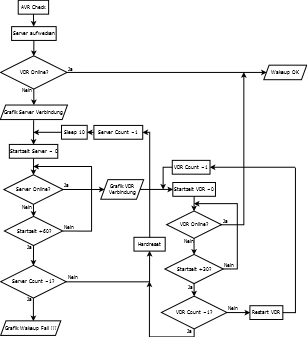 AVR Check
Server aufwecken
VDR Online?
Ja
Wakeup OK
Nein
Grafik Server Verbindung
Sleep 10
Server Count -1
Startzeit Server = 0
VDR Count -1
Server Online?
Ja
Grafik VDR
Verbindung
Startzeit VDR =0
Nein
VDR Online?
Ja
Startzeit >60?
Nein
Nein
Hardreset
Ja
Startzeit >30?
Nein
Server Count -1?
Nein
Ja
Ja
VDR Count -1?
Nein
Restart VDR
Grafik Wakeup Fail !!!
Ja